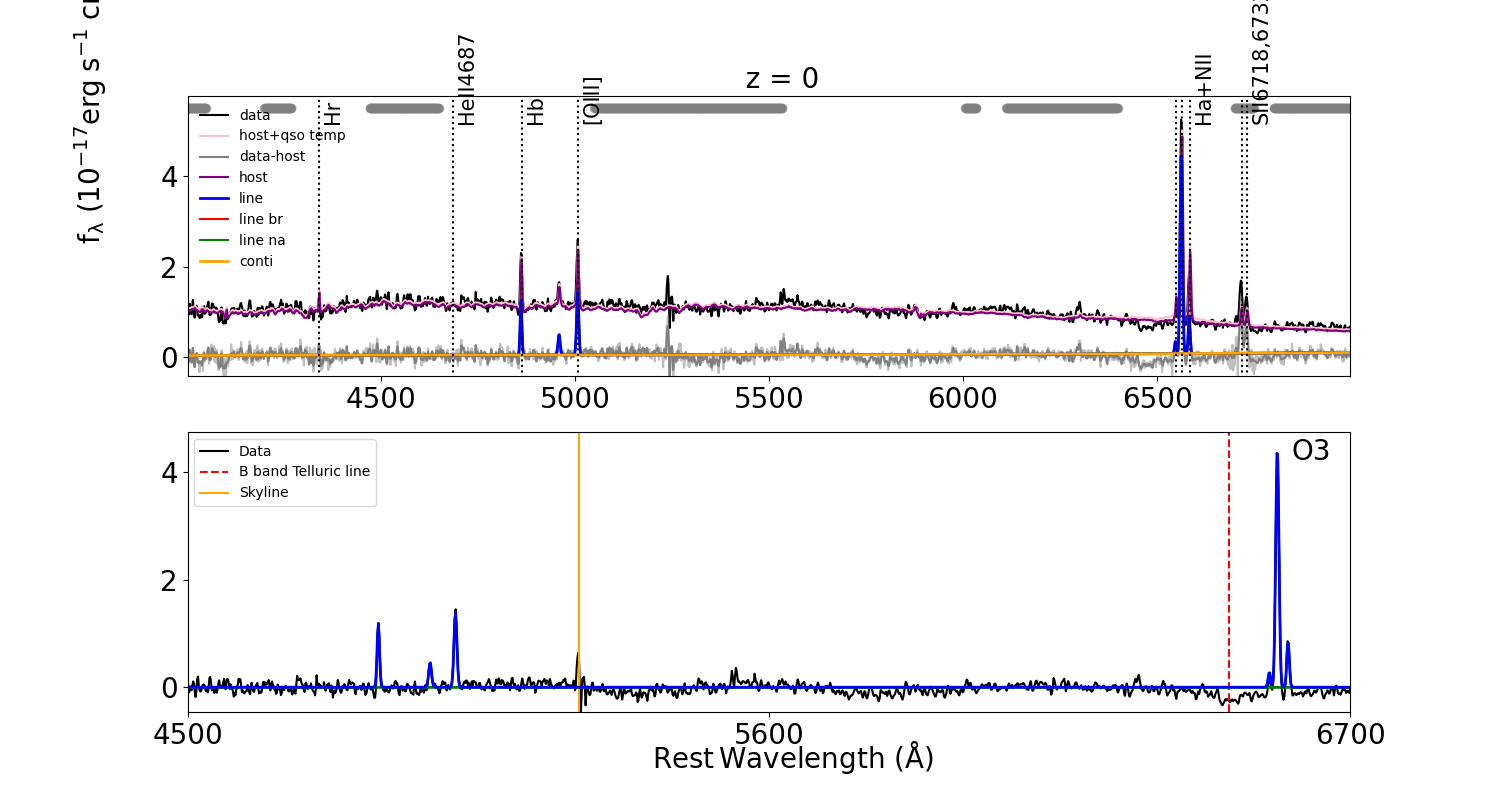 z = 0
f_λ (10^−17 erg s^−1
data
host+qso temp
data-host
host
line
line br
line na
conti
Hr
HeII4687
Hb
[OIII]
Ha+NII
SII6718,673
4
2
0
4500
5000
5500
6000
6500
Data
B band Telluric line
Skyline
O3
4
2
0
4500
5600
6700
Rest Wavelength (Å)